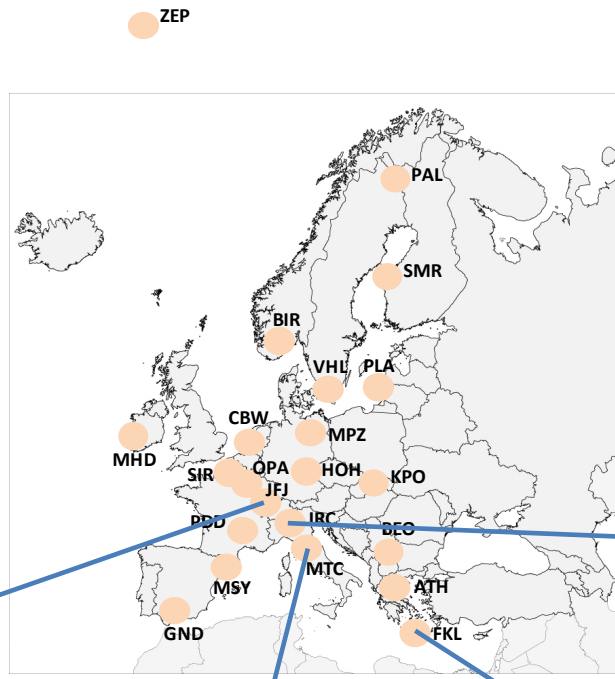 ZEP
PAL
SMR
BIR
VHL
PLA
CBW
MPZ
MHD
OPA
HOH
SIR
JFJ
KPO
PDD
IRC
BEO
MTC
MSY
ATH
GND
FKL